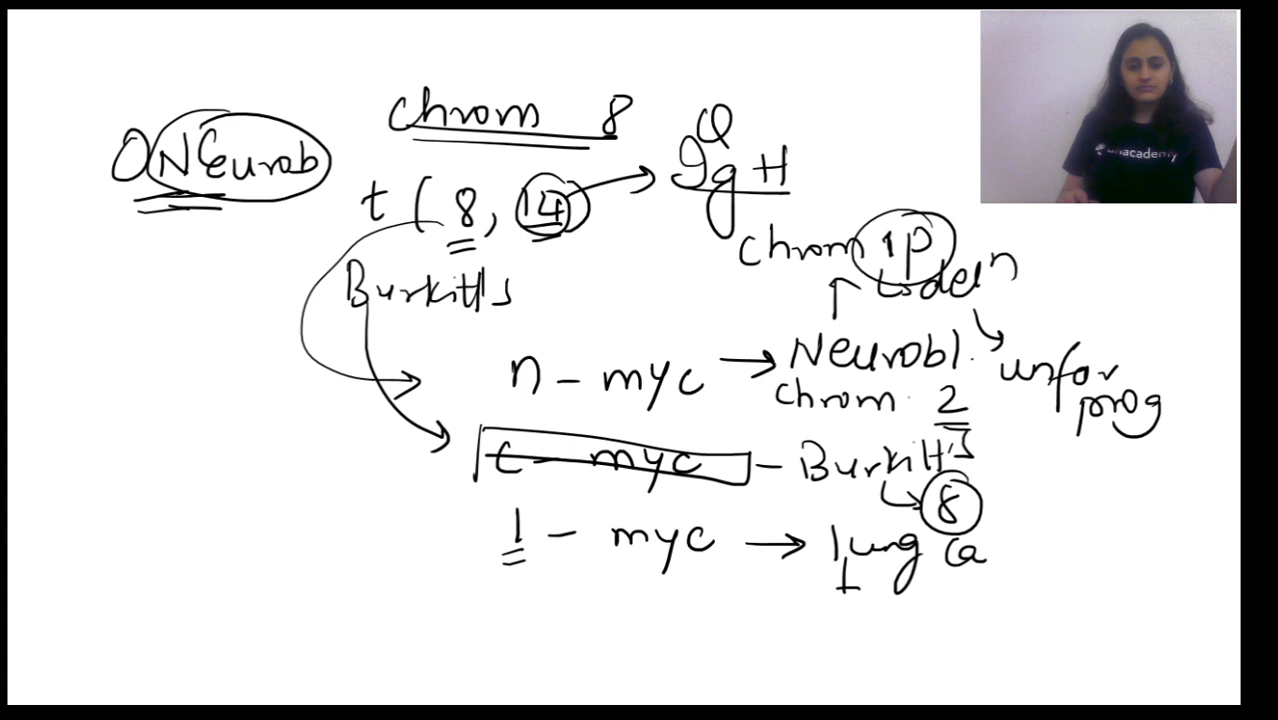 Chrom 8
ONEurob
t (8, 14) → IgH
Burkitt's
Chrom 1p
↳ deln
n - myc → Neurobl.
unfav prog
Chrom. 2
c - myc - Burkitt's
↳ 8
l - myc → lung Ca
unacademy